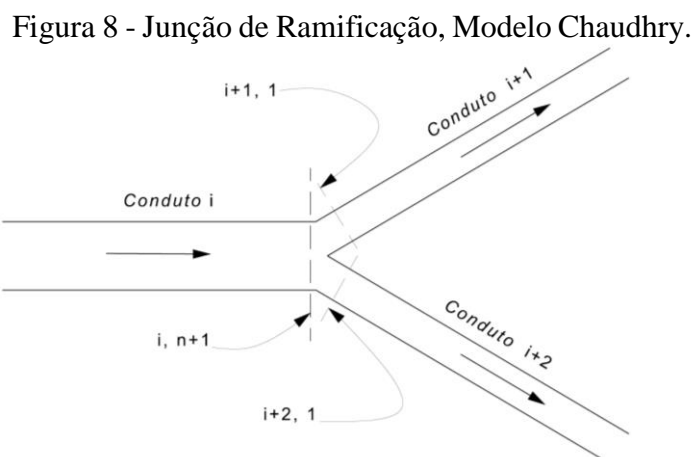 Figura 8 - Junção de Ramificação, Modelo Chaudhry.
i+1, 1
Conduto i+1
Conduto i
i, n+1
Conduto i+2
i+2, 1